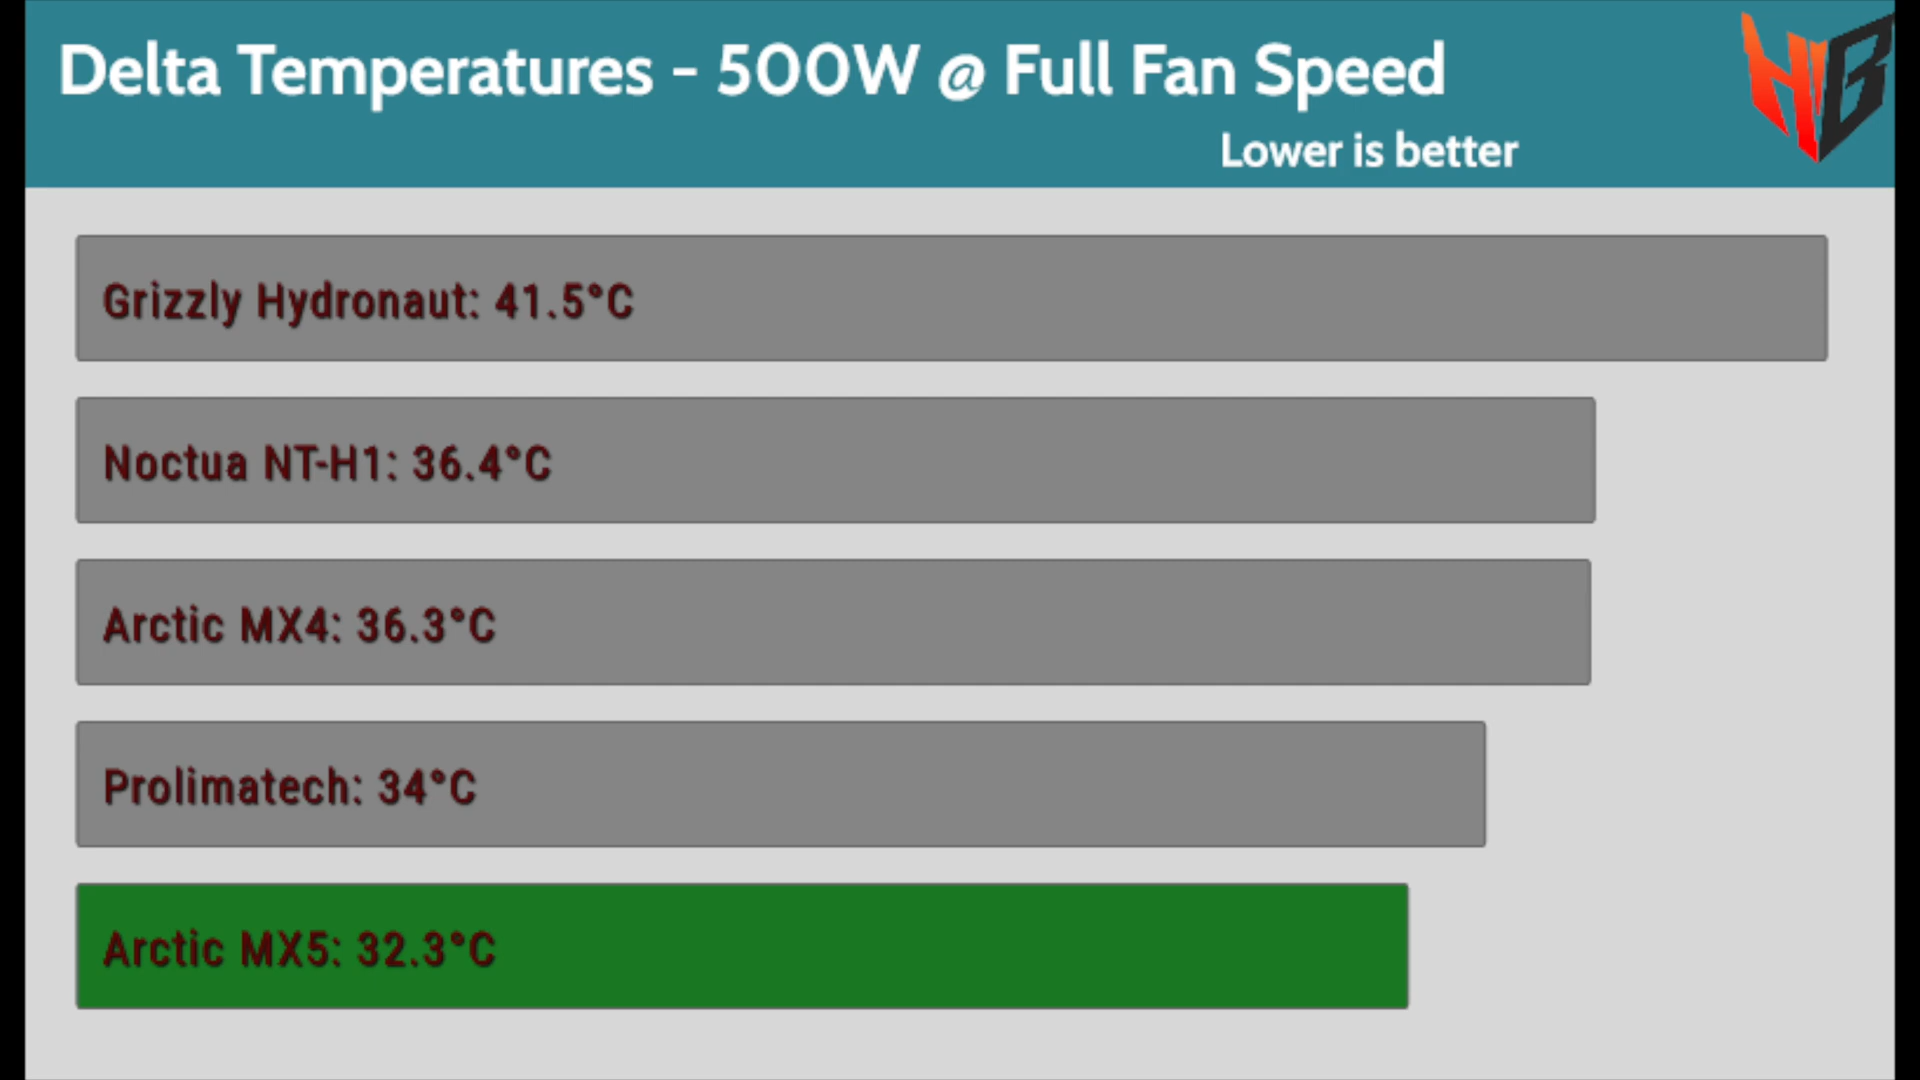 Delta Temperatures - 500W @ Full Fan Speed
HB
Lower is better
Grizzly Hydronaut: 41.5°C
Noctua NT-H1: 36.4°C
Arctic MX4: 36.3°C
Prolimatech: 34°C
Arctic MX5: 32.3°C